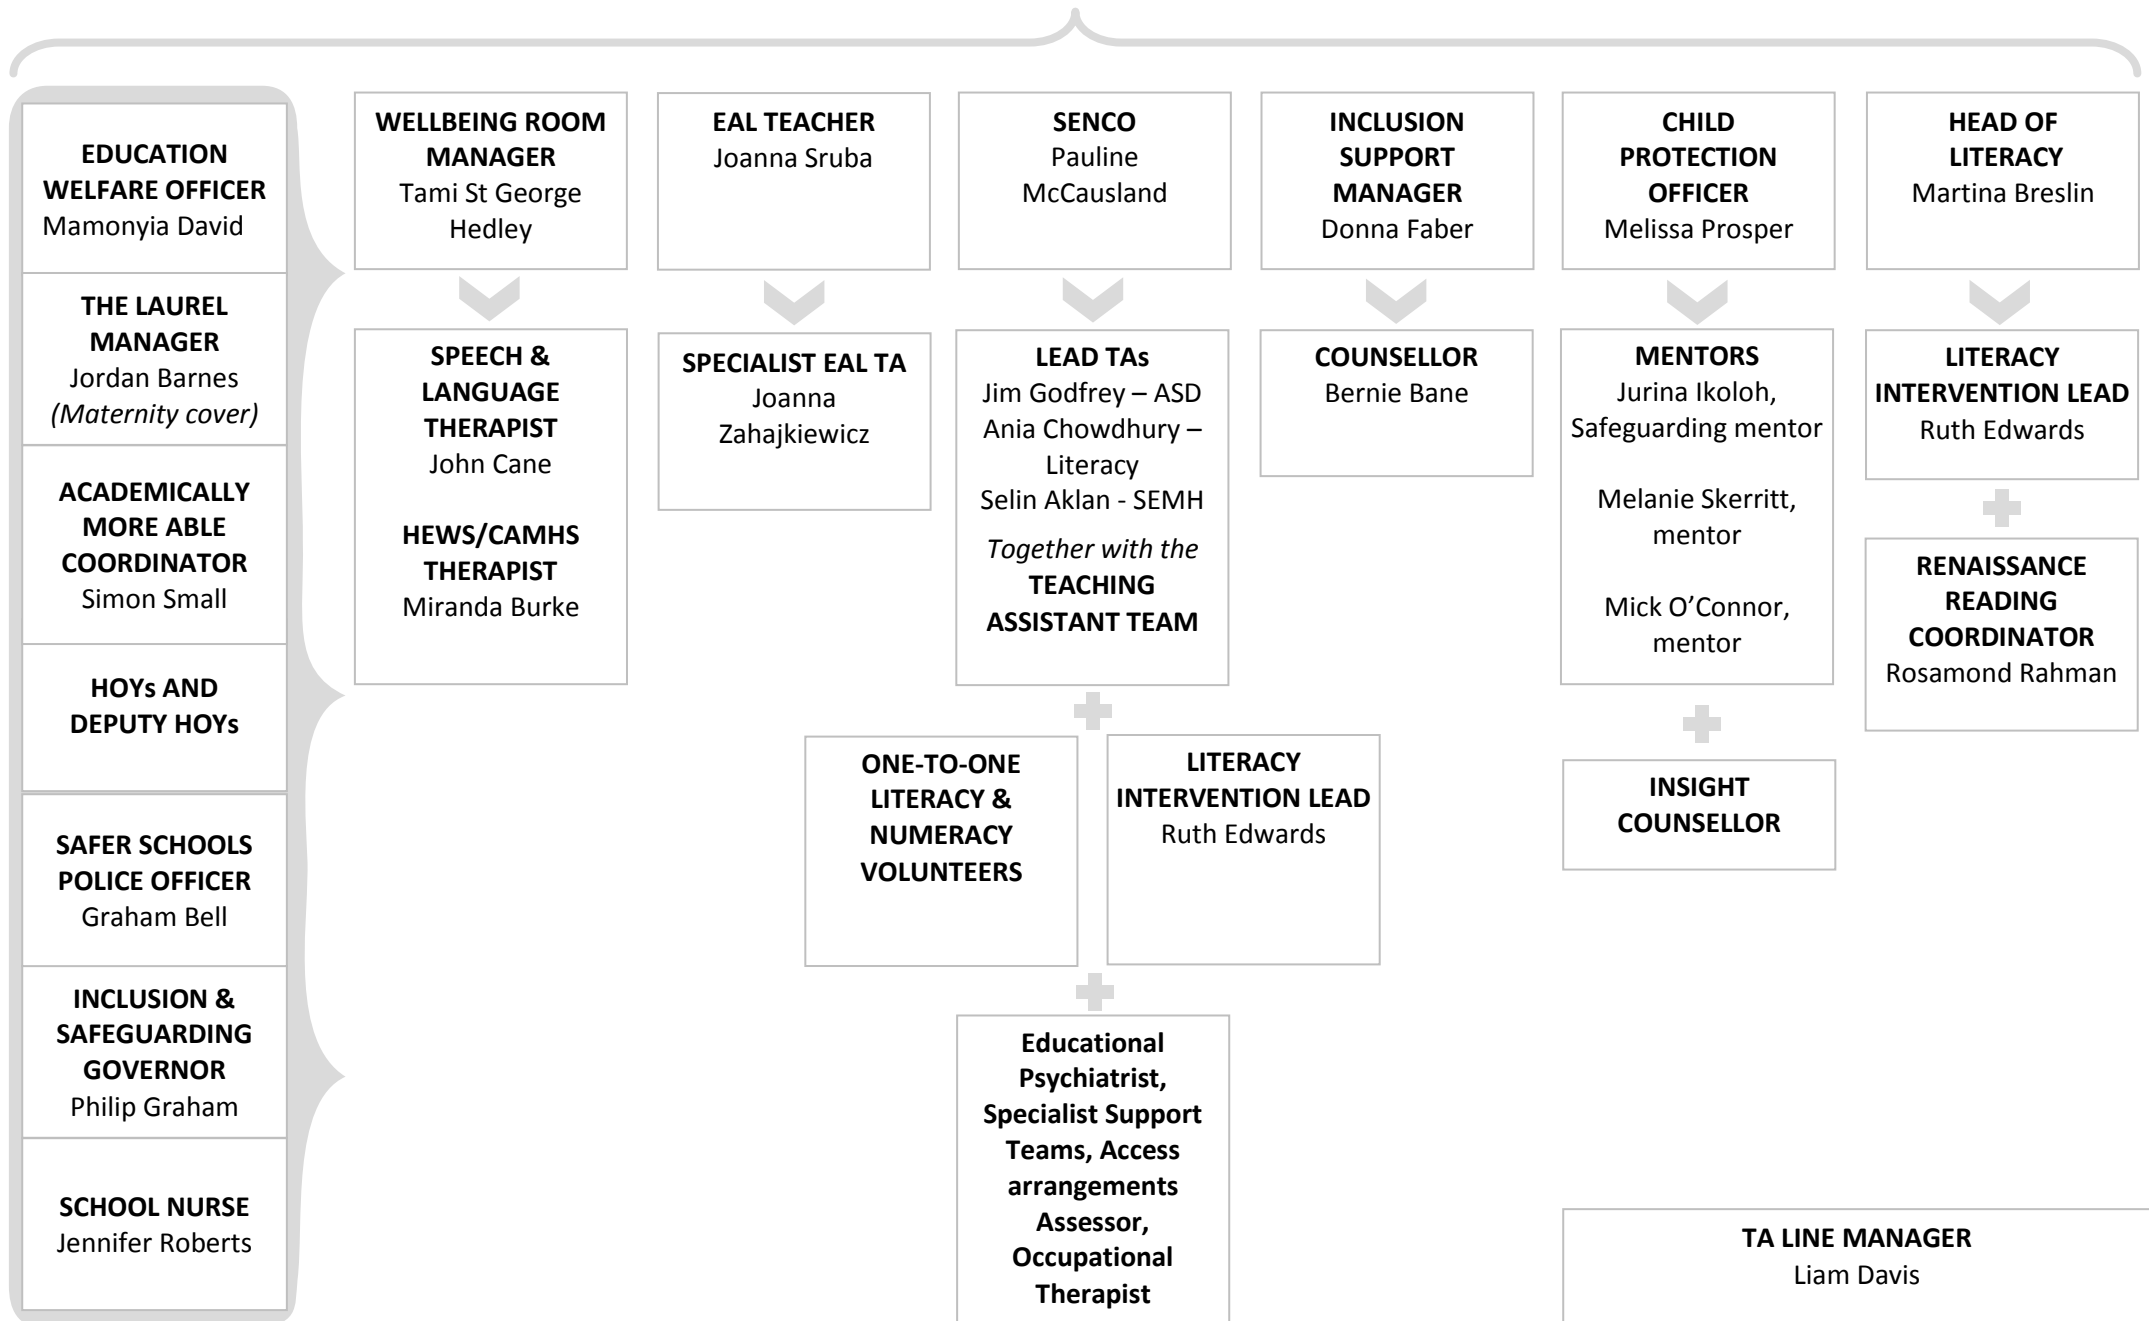 EDUCATION
WELFARE OFFICER
Mamonyia David
THE LAUREL
MANAGER
Jordan Barnes
(Maternity cover)
ACADEMICALLY
MORE ABLE
COORDINATOR
Simon Small
HOYs AND
DEPUTY HOYs
SAFER SCHOOLS
POLICE OFFICER
Graham Bell
INCLUSION &
SAFEGUARDING
GOVERNOR
Philip Graham
SCHOOL NURSE
Jennifer Roberts
WELLBEING ROOM
MANAGER
Tami St George
Hedley
SPEECH &
LANGUAGE
THERAPIST
John Cane
HEWS/CAMHS
THERAPIST
Miranda Burke
EAL TEACHER
Joanna Sruba
SPECIALIST EAL TA
Joanna
Zahajkiewicz
SENCO
Pauline
McCausland
LEAD TAs
Jim Godfrey – ASD
Ania Chowdhury –
Literacy
Selin Aklan - SEMH
Together with the
TEACHING
ASSISTANT TEAM
ONE-TO-ONE
LITERACY &
NUMERACY
VOLUNTEERS
LITERACY
INTERVENTION LEAD
Ruth Edwards
Educational
Psychiatrist,
Specialist Support
Teams, Access
arrangements
Assessor,
Occupational
Therapist
INCLUSION
SUPPORT
MANAGER
Donna Faber
COUNSELLOR
Bernie Bane
CHILD
PROTECTION
OFFICER
Melissa Prosper
MENTORS
Jurina Ikoloh,
Safeguarding mentor
Melanie Skerritt,
mentor
Mick O’Connor,
mentor
INSIGHT
COUNSELLOR
HEAD OF
LITERACY
Martina Breslin
LITERACY
INTERVENTION LEAD
Ruth Edwards
RENAISSANCE
READING
COORDINATOR
Rosamond Rahman
TA LINE MANAGER
Liam Davis